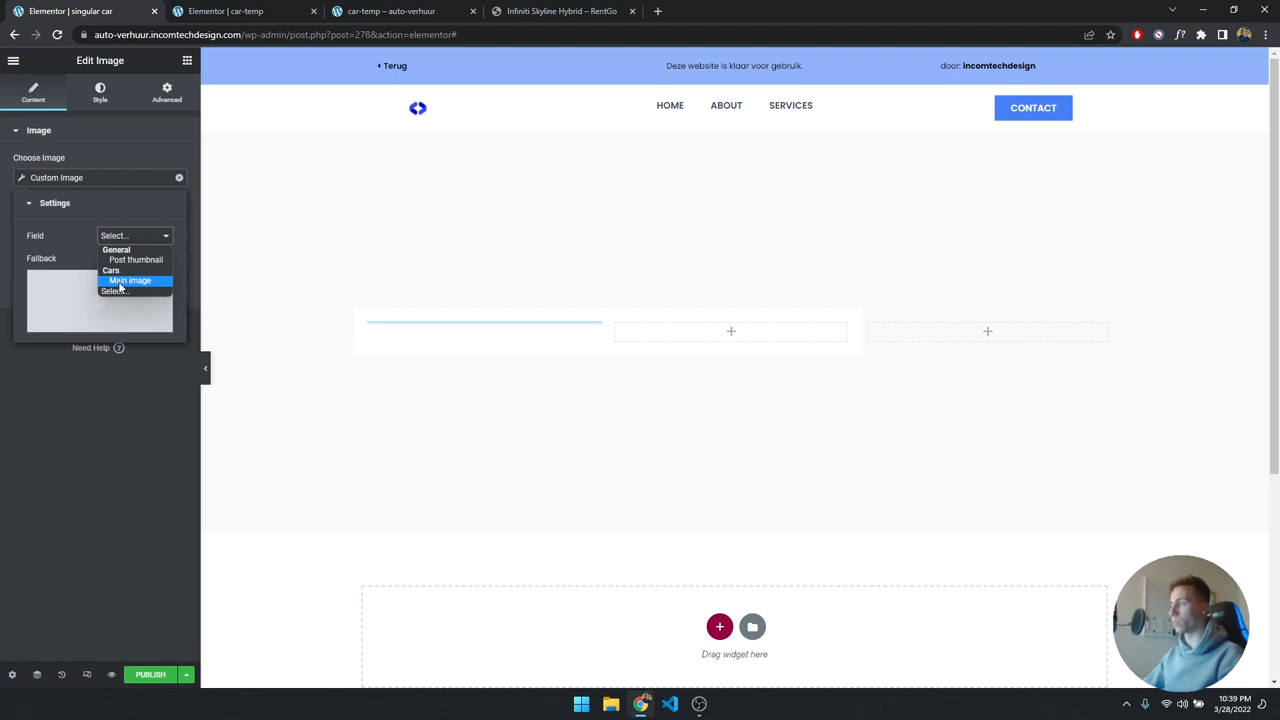 Elementor | car-temp
Elementor | car-temp
car-temp – auto-verhuur
Infiniti Skyline Hybrid – RentGo
auto-verhuur.incomtechdesign.com/wp-admin/post.php?post=278&action=elementor#
Edit Image
Content
Style
Advanced
Image
Choose Image
Custom Image
Settings
Field
Select...
General
Post thumbnail
Cars
Main image
Select...
Fallback
Need Help
PUBLISH
Terug
Deze website is klaar voor gebruik.
door: incomtechdesign
HOME
ABOUT
SERVICES
CONTACT
Drag widget here
10:39 PM
3/28/2022